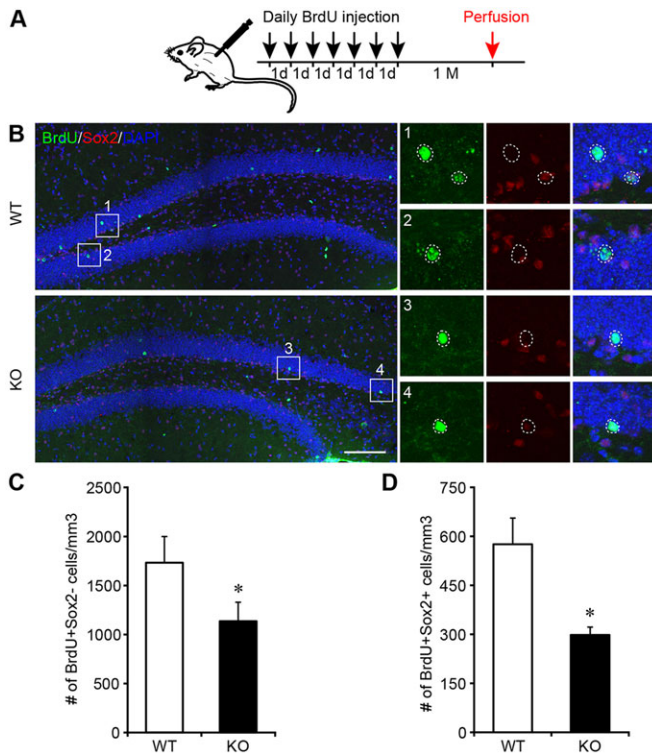 A
Daily BrdU injection
Perfusion
1d 1d 1d 1d 1d 1d
1 M
B
BrdU/Sox2/DAPI
WT
1
2
1
2
KO
3
4
3
4
C
# of BrdU+Sox2- cells/mm3
2500
2000
1500
1000
500
0
*
WT
KO
D
# of BrdU+Sox2+ cells/mm3
750
600
450
300
150
0
*
WT
KO